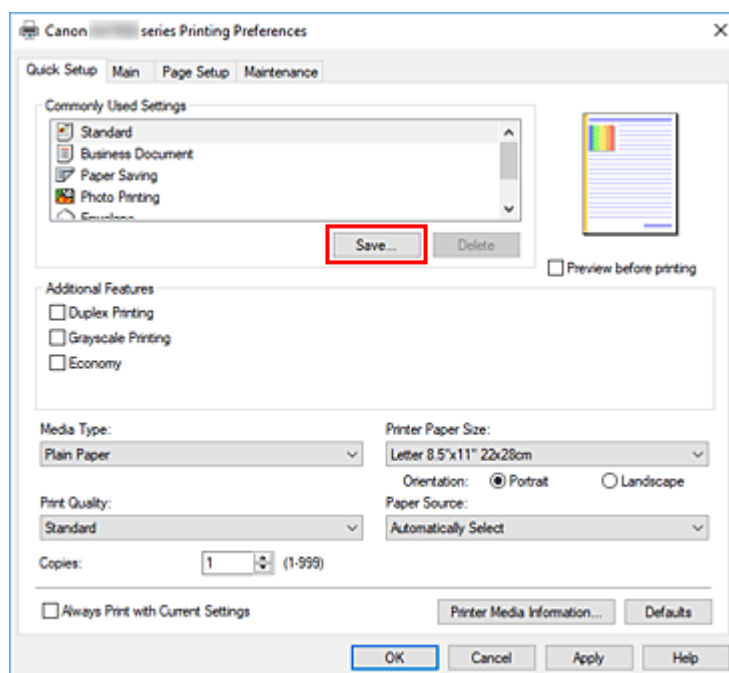 Canon series Printing Preferences
Quick Setup Main Page Setup Maintenance
Commonly Used Settings
Standard
Business Document
Paper Saving
Photo Printing
Envelope
Save... Delete
Preview before printing
Additional Features
Duplex Printing
Grayscale Printing
Economy
Media Type: Printer Paper Size:
Plain Paper Letter 8.5"x11" 22x28cm
Orientation: Portrait Landscape
Print Quality: Paper Source:
Standard Automatically Select
Copies: 1 (1-999)
Always Print with Current Settings Printer Media Information... Defaults
OK Cancel Apply Help